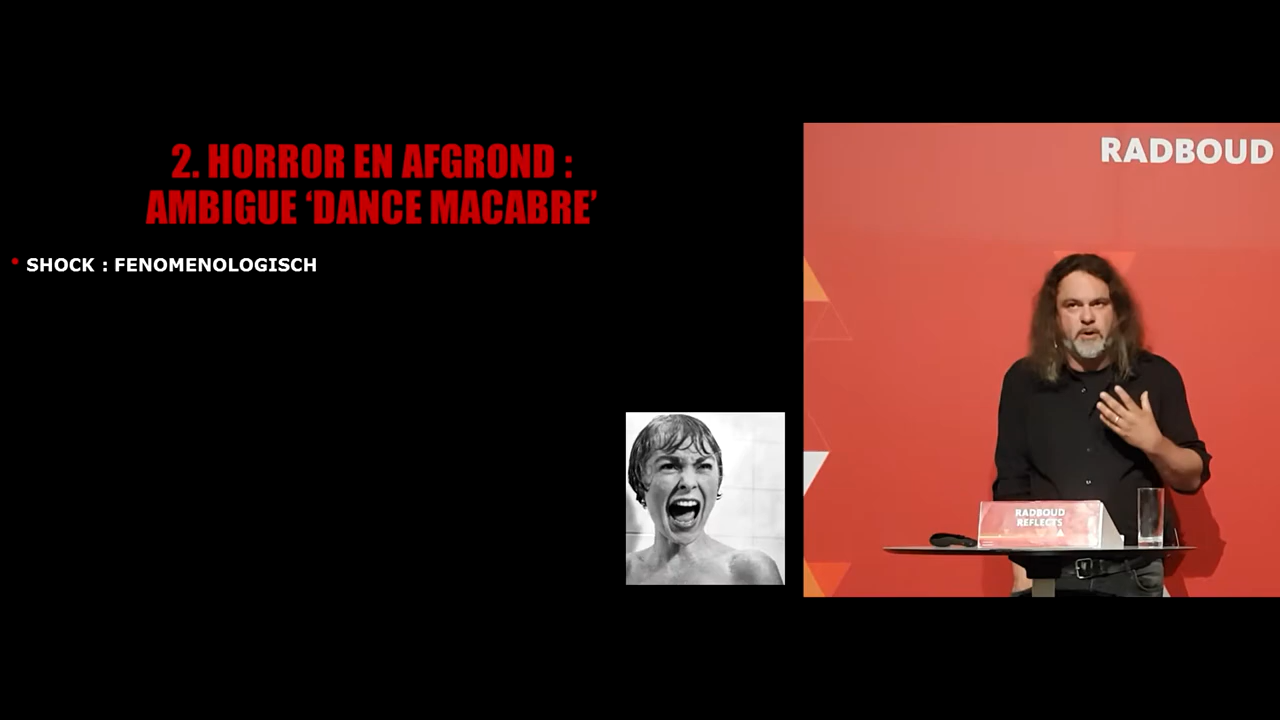 2. HORROR EN AFGROND :
AMBIGUE ‘DANCE MACABRE’
• SHOCK : FENOMENOLOGISCH
RADBOUD
RADBOUD
REFLECTS